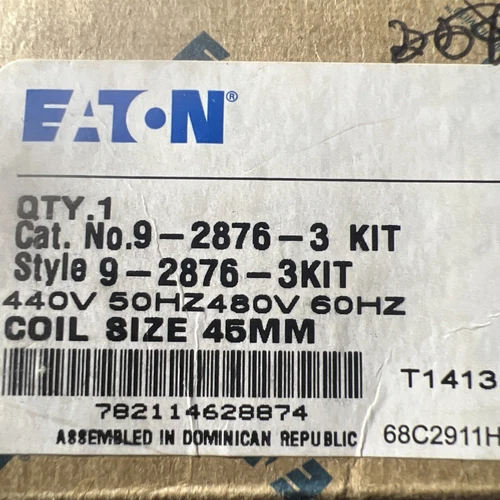 EATON®
QTY.1
Cat. No.9-2876-3 KIT
Style 9-2876-3KIT
440V 50HZ480V 60HZ
COIL SIZE 45MM
T1413
782114628874
ASSEMBLED IN DOMINICAN REPUBLIC
68C2911H